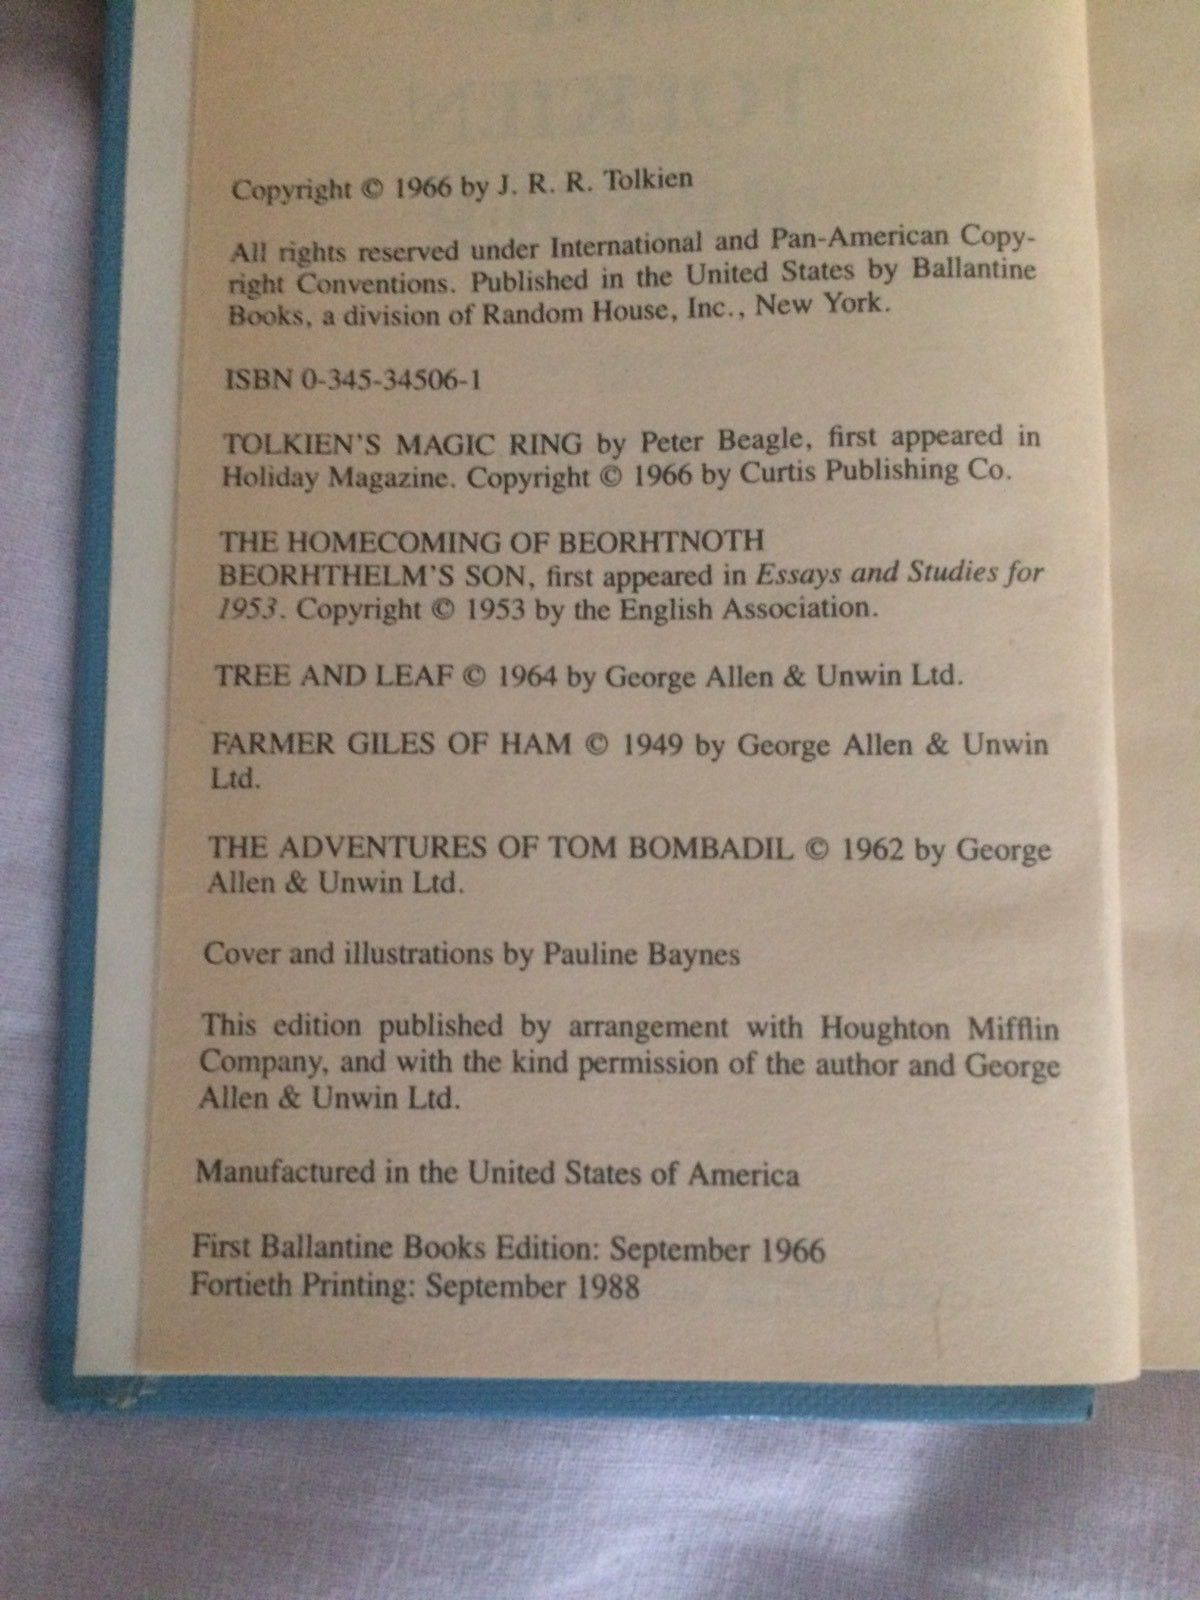 Copyright © 1966 by J. R. R. Tolkien
All rights reserved under International and Pan-American Copy-
right Conventions. Published in the United States by Ballantine
Books, a division of Random House, Inc., New York.
ISBN 0-345-34506-1
TOLKIEN'S MAGIC RING by Peter Beagle, first appeared in
Holiday Magazine. Copyright © 1966 by Curtis Publishing Co.
THE HOMECOMING OF BEORHTNOTH
BEORHTHELM'S SON, first appeared in Essays and Studies for
1953. Copyright © 1953 by the English Association.
TREE AND LEAF © 1964 by George Allen & Unwin Ltd.
FARMER GILES OF HAM © 1949 by George Allen & Unwin
Ltd.
THE ADVENTURES OF TOM BOMBADIL © 1962 by George
Allen & Unwin Ltd.
Cover and illustrations by Pauline Baynes
This edition published by arrangement with Houghton Mifflin
Company, and with the kind permission of the author and George
Allen & Unwin Ltd.
Manufactured in the United States of America
First Ballantine Books Edition: September 1966
Fortieth Printing: September 1988